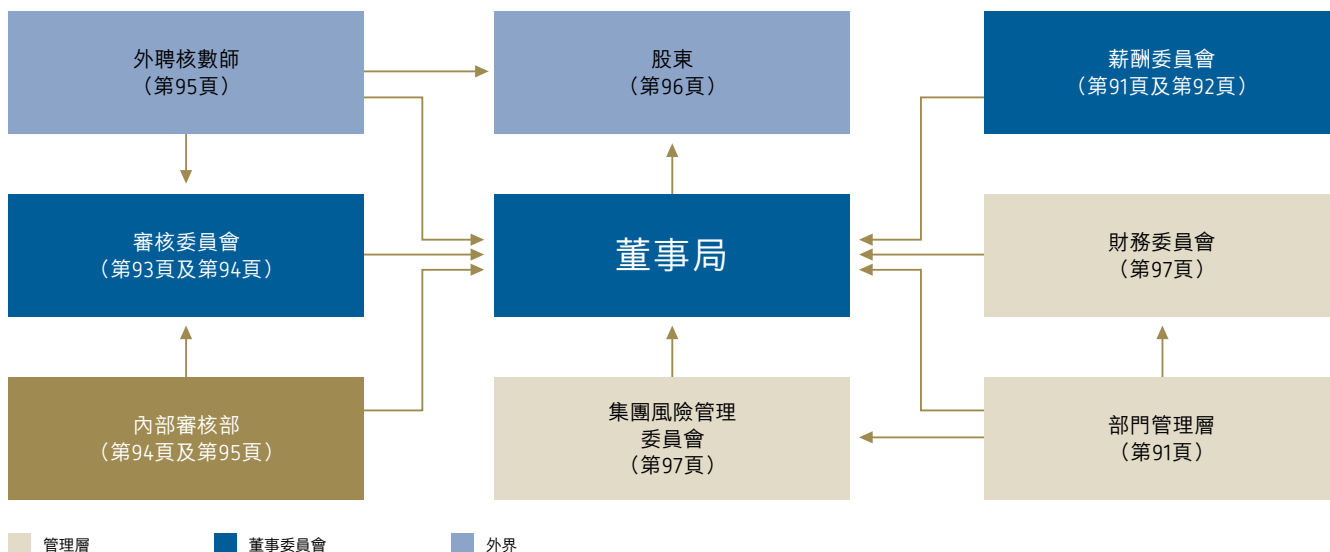 外聘核數師
（第95頁）
股東
（第96頁）
薪酬委員會
（第91頁及第92頁）
審核委員會
（第93頁及第94頁）
董事局
財務委員會
（第97頁）
內部審核部
（第94頁及第95頁）
集團風險管理
委員會
（第97頁）
部門管理層
（第91頁）
管理層
董事委員會
外界